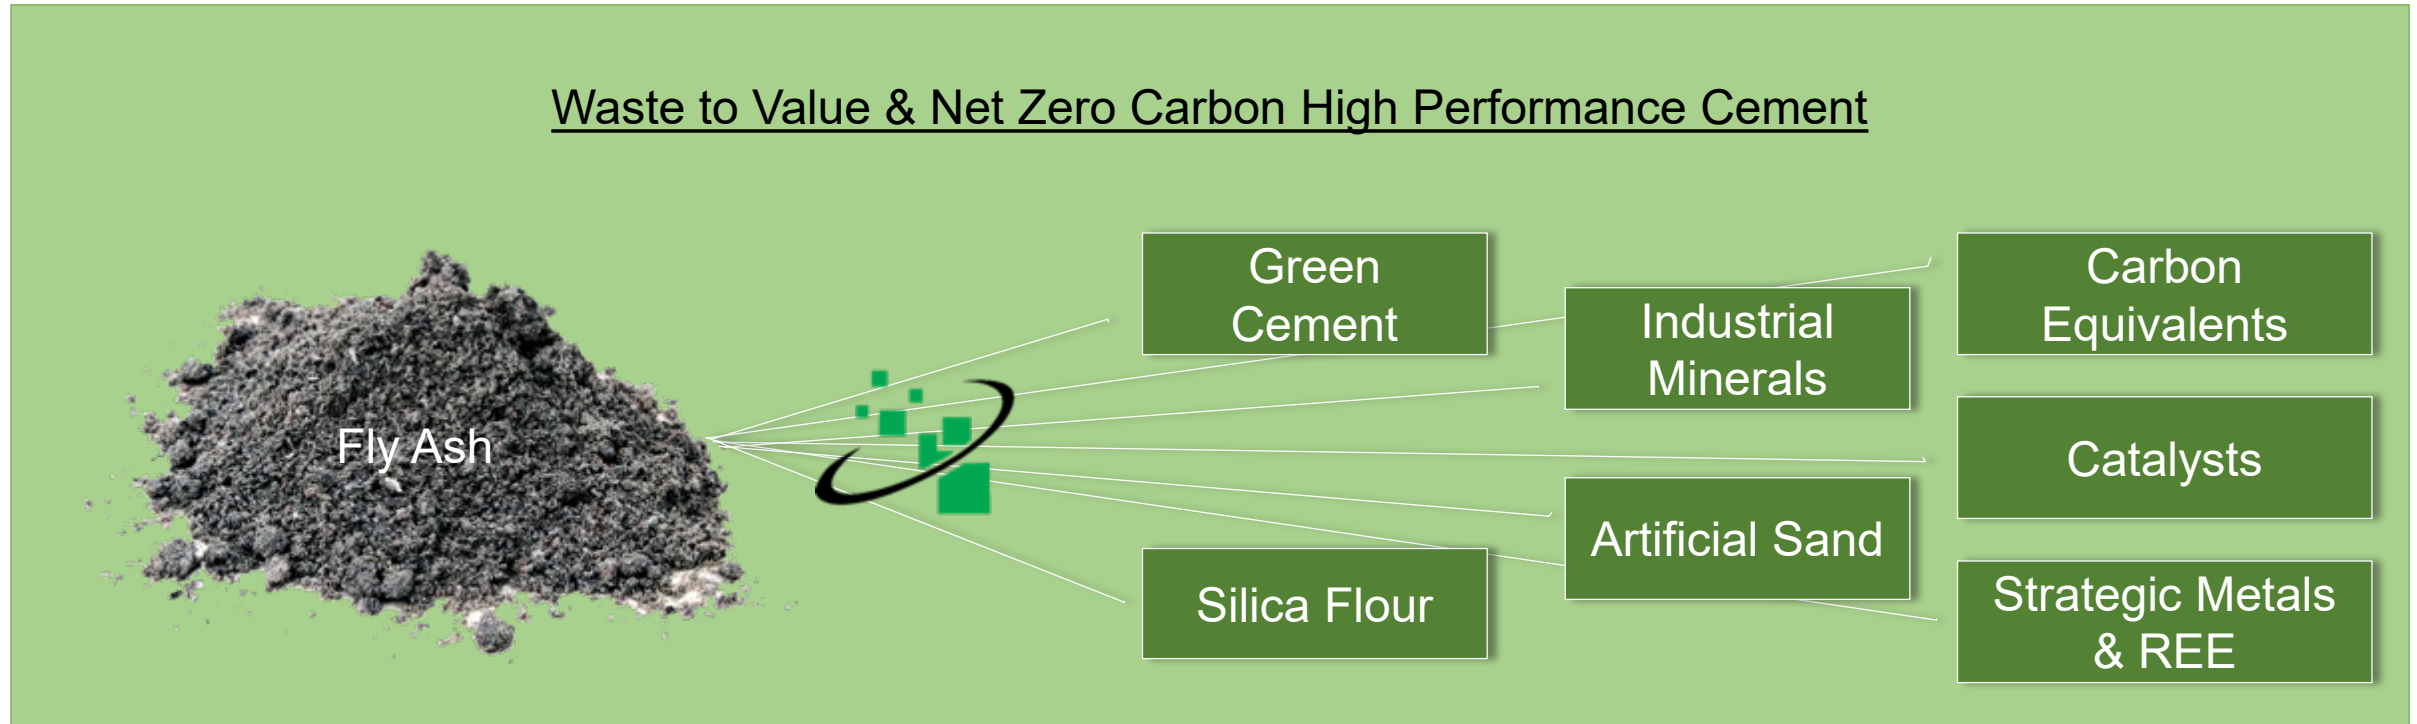 Waste to Value & Net Zero Carbon High Performance Cement
Fly Ash
Green
Cement
Silica Flour
Industrial
Minerals
Artificial Sand
Carbon
Equivalents
Catalysts
Strategic Metals
& REE